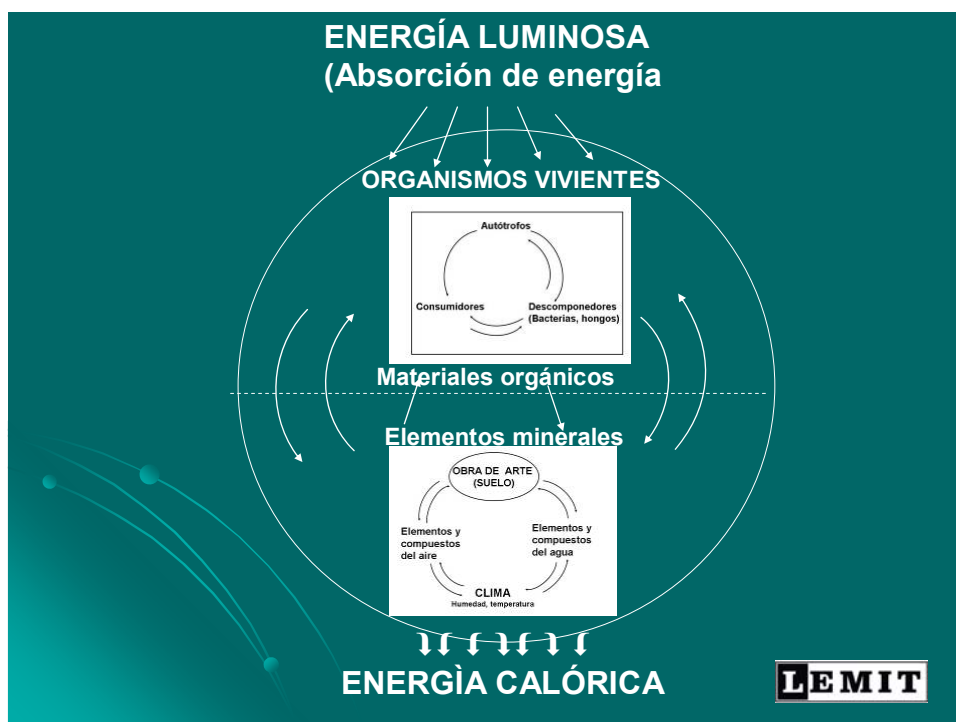 ENERGÍA LUMINOSA
(Absorción de energía
ORGANISMOS VIVIENTES
Autótrofos
Consumidores
Descomponedores
(Bacterias, hongos)
Materiales orgánicos
Elementos minerales
OBRA DE ARTE
(SUELO)
Elementos y
compuestos
del aire
Elementos y
compuestos
del agua
CLIMA
Humedad, temperatura
ENERGÌA CALÓRICA
LEMIT